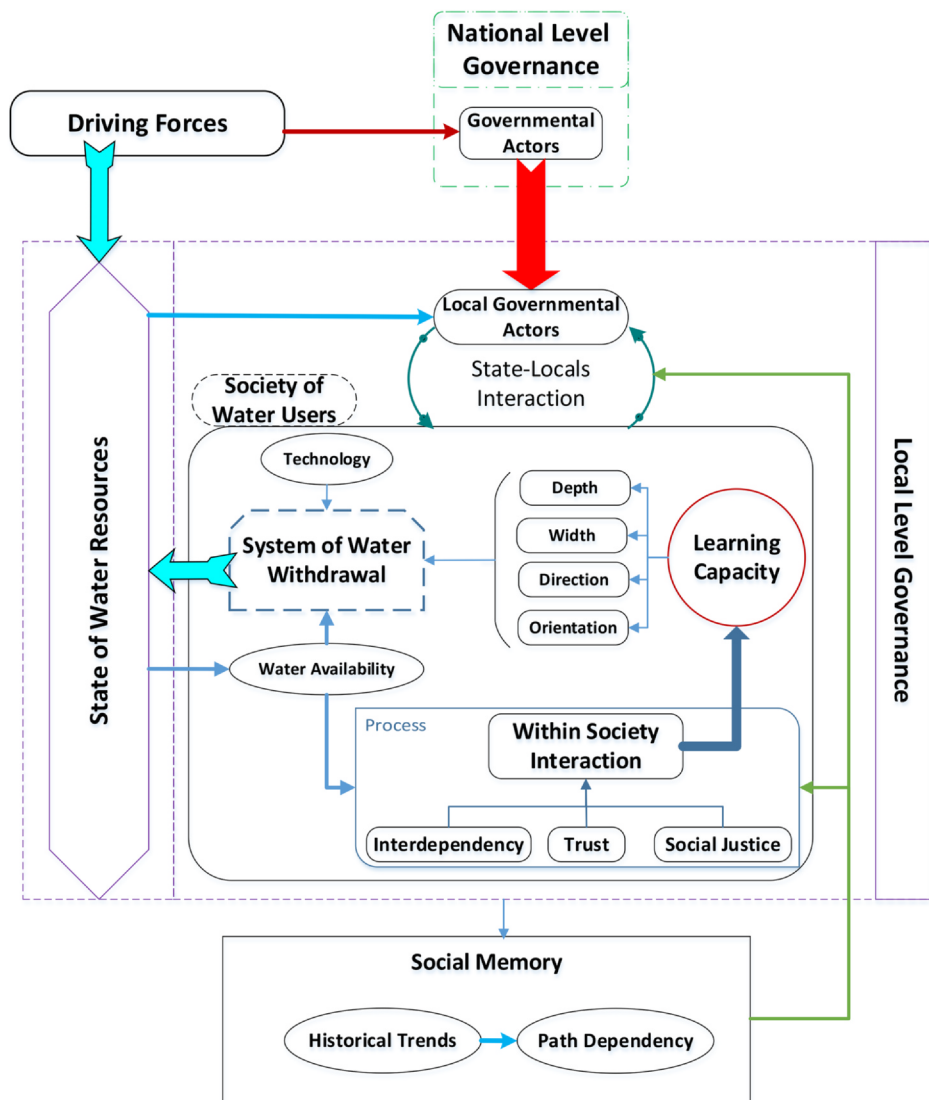 National Level
Governance
Driving Forces
Governmental
Actors
Local Governmental
Actors
State-Locals
Interaction
Society of
Water Users
Technology
Depth
Width
Direction
Orientation
Learning
Capacity
System of Water
Withdrawal
Water Availability
State of Water Resources
Local Level Governance
Process
Within Society
Interaction
Interdependency
Trust
Social Justice
Social Memory
Historical Trends
Path Dependency